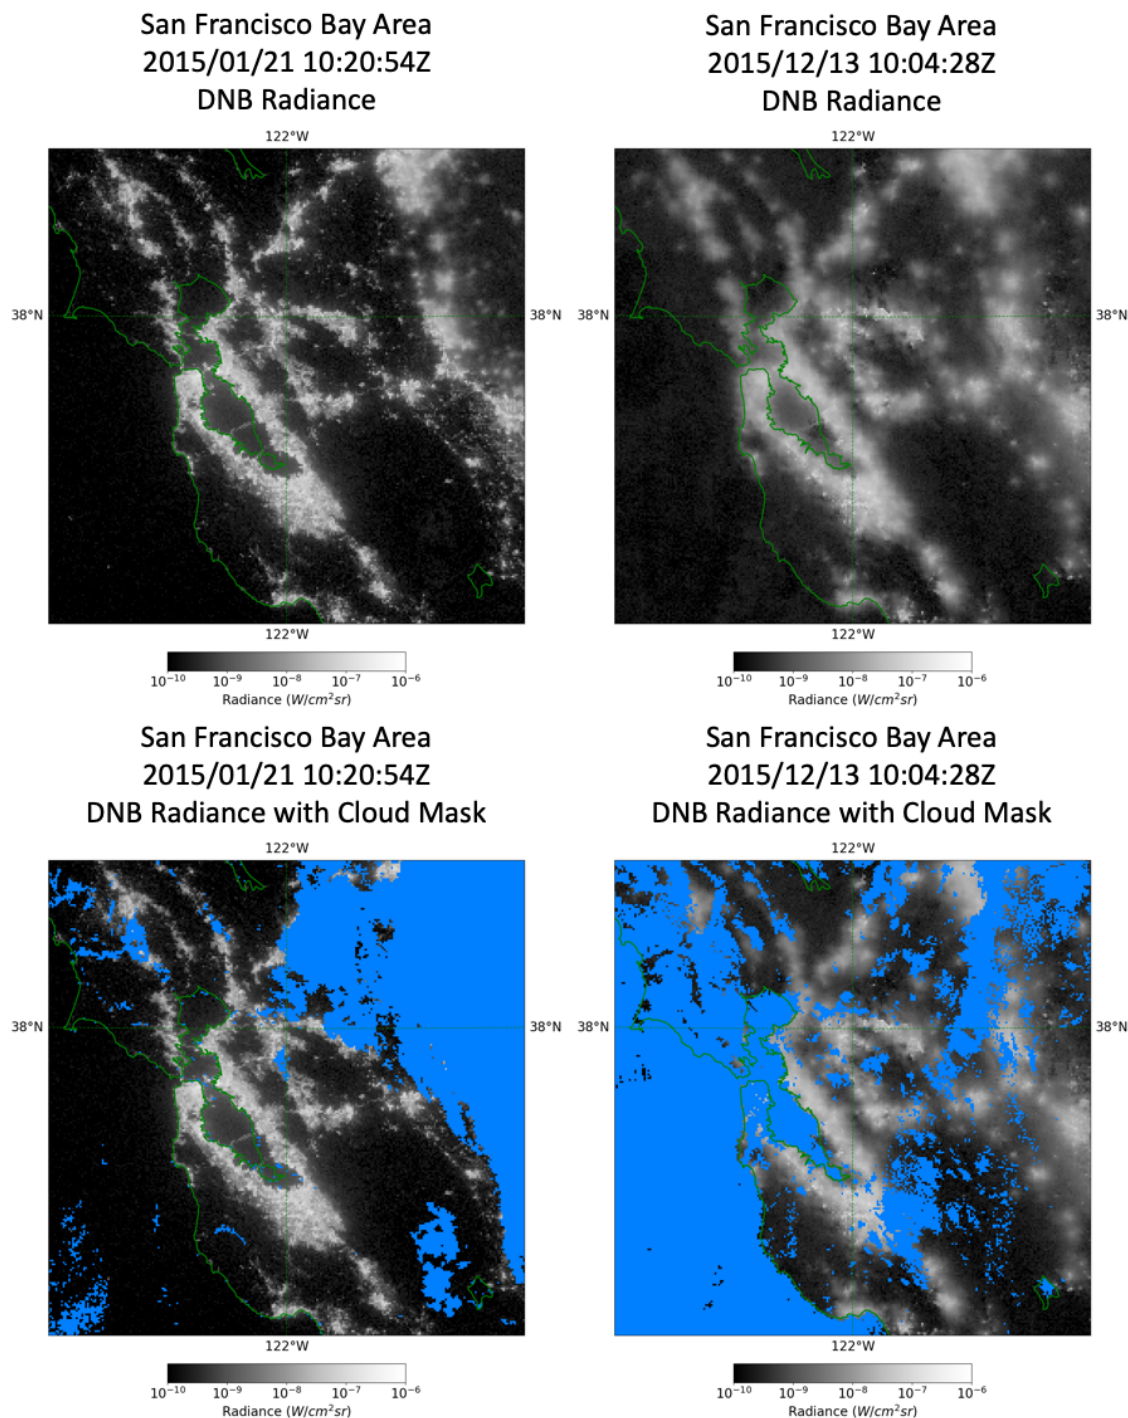 San Francisco Bay Area
2015/01/21 10:20:54Z
DNB Radiance
122°W
38°N
38°N
122°W
10⁻¹⁰ 10⁻⁹ 10⁻⁸ 10⁻⁷ 10⁻⁶
Radiance (W/cm²sr)
San Francisco Bay Area
2015/12/13 10:04:28Z
DNB Radiance
122°W
38°N
38°N
122°W
10⁻¹⁰ 10⁻⁹ 10⁻⁸ 10⁻⁷ 10⁻⁶
Radiance (W/cm²sr)
San Francisco Bay Area
2015/01/21 10:20:54Z
DNB Radiance with Cloud Mask
122°W
38°N
38°N
122°W
10⁻¹⁰ 10⁻⁹ 10⁻⁸ 10⁻⁷ 10⁻⁶
Radiance (W/cm²sr)
San Francisco Bay Area
2015/12/13 10:04:28Z
DNB Radiance with Cloud Mask
122°W
38°N
38°N
122°W
10⁻¹⁰ 10⁻⁹ 10⁻⁸ 10⁻⁷ 10⁻⁶
Radiance (W/cm²sr)